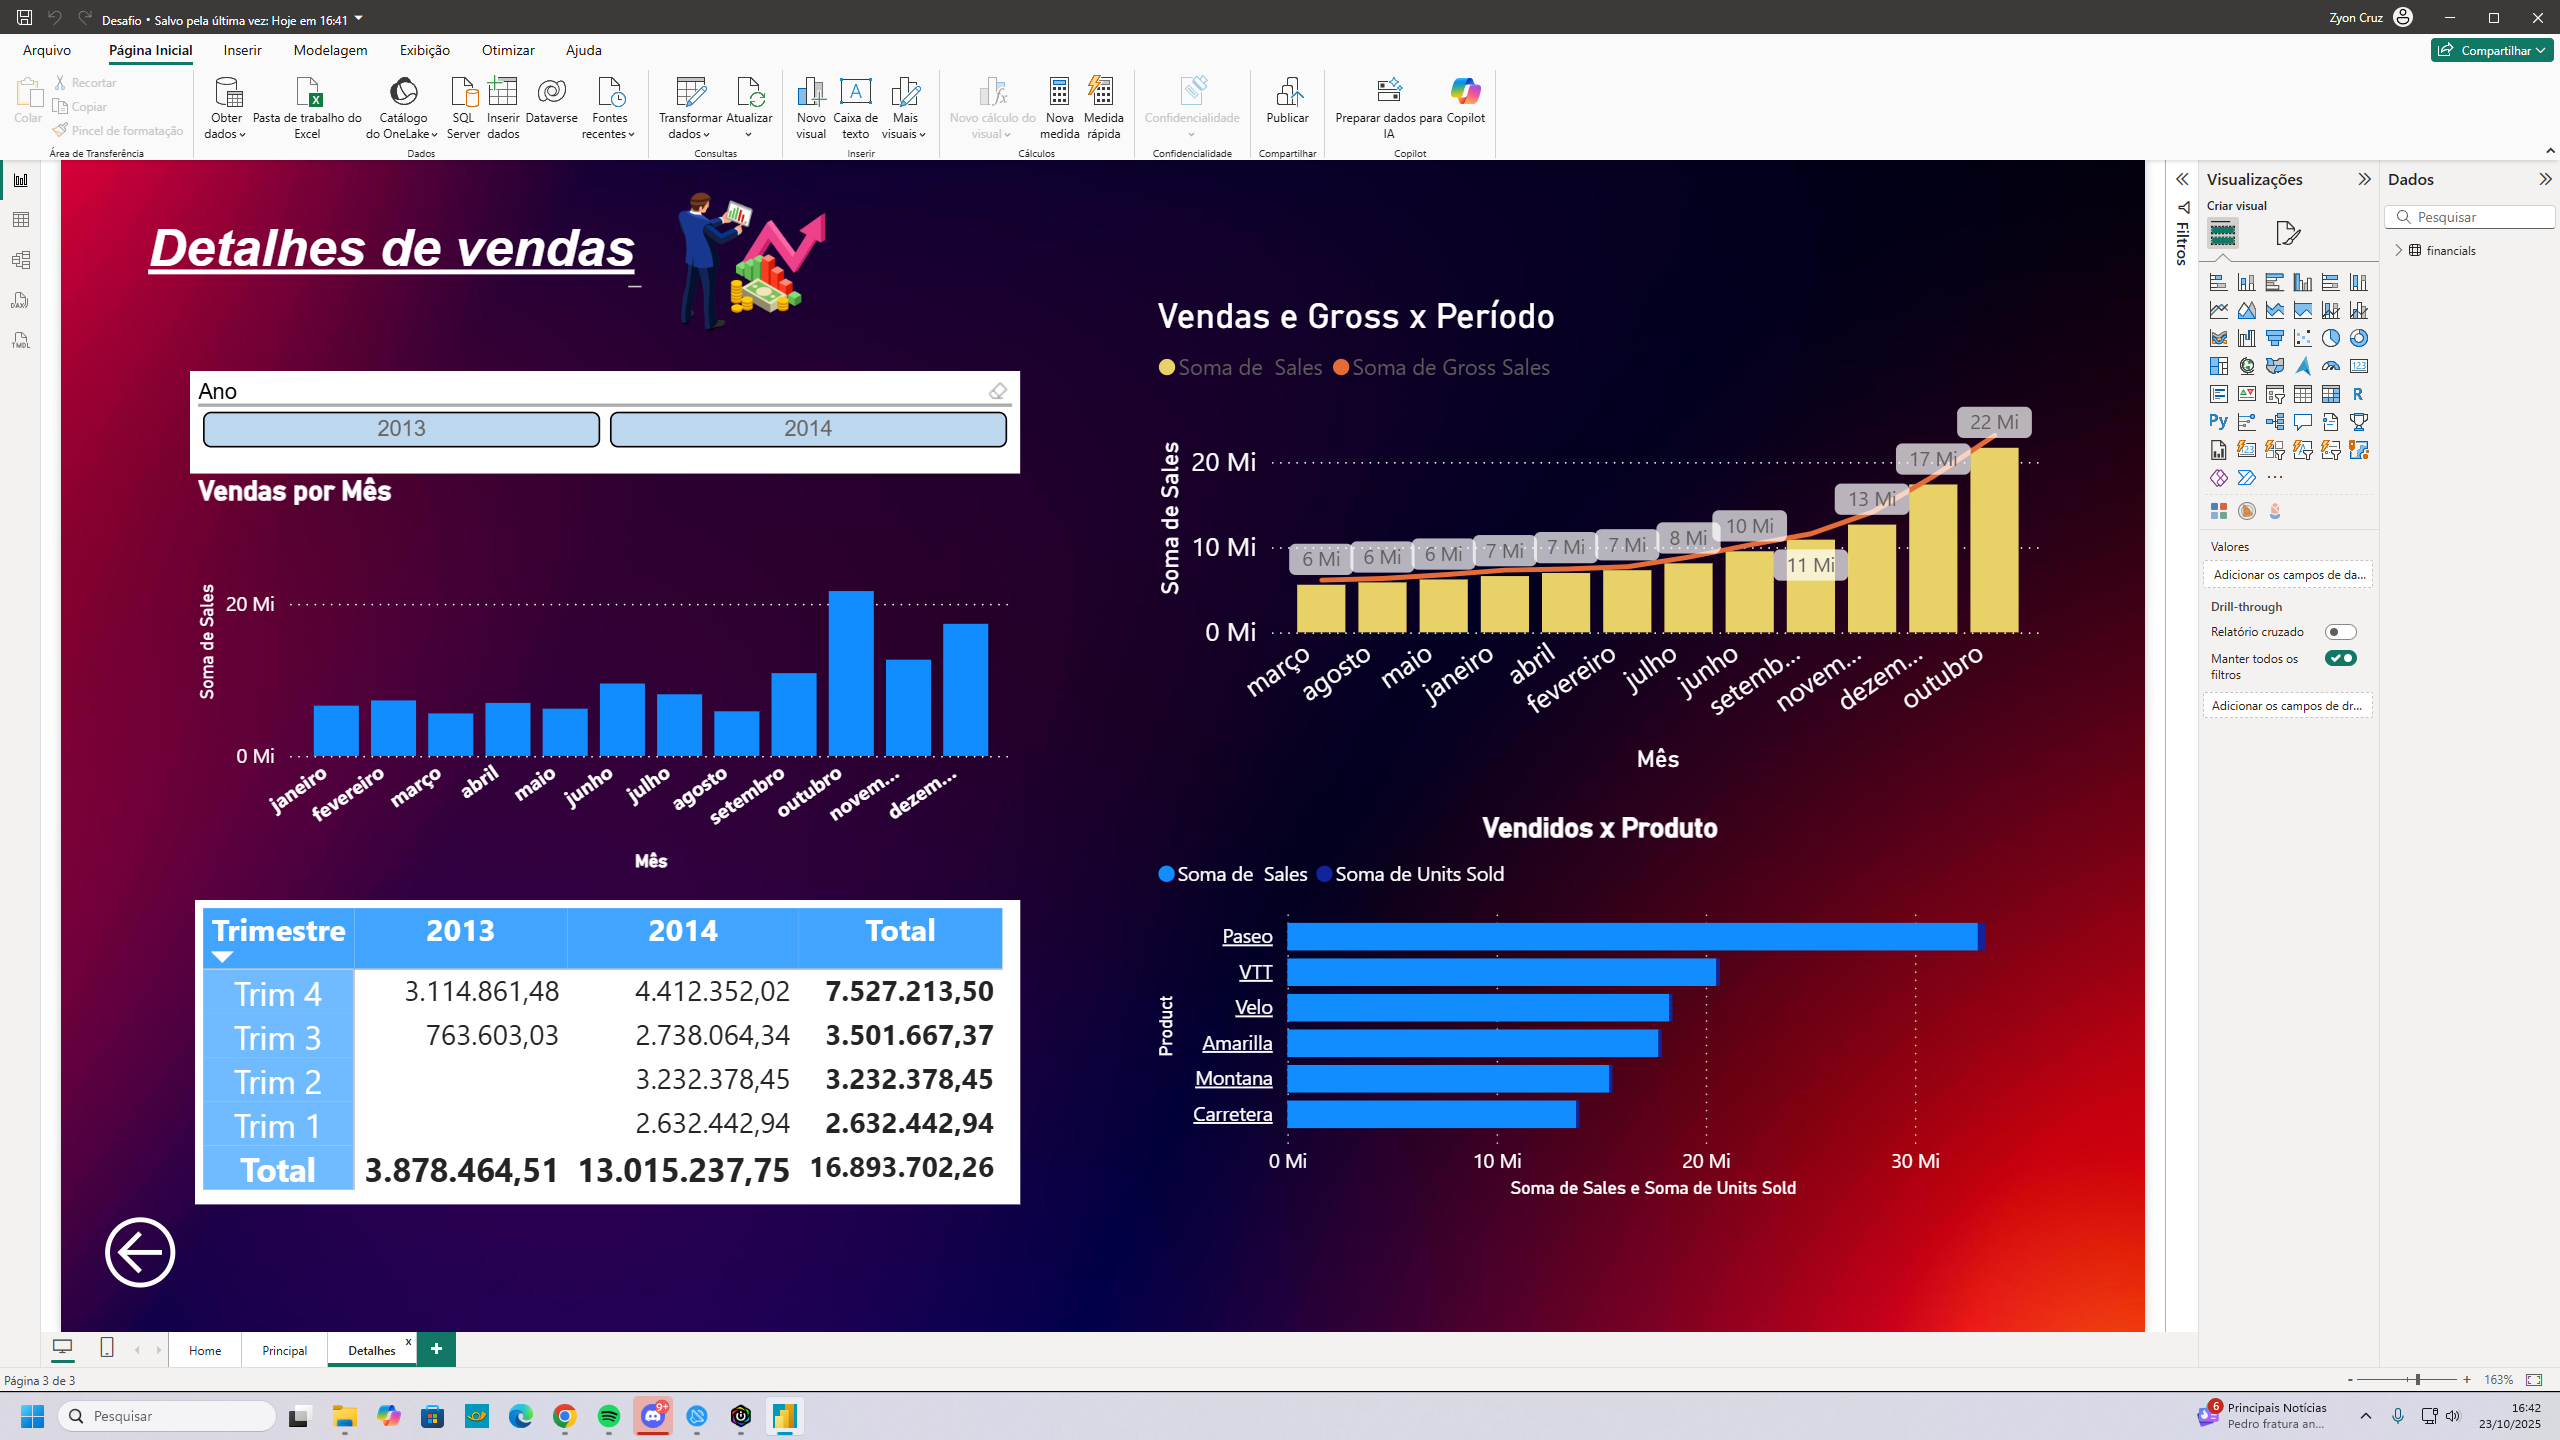 Desafio • Salvo pela última vez: Hoje em 16:41
Zyon Cruz
Arquivo
Página Inicial
Inserir
Modelagem
Exibição
Otimizar
Ajuda
Compartilhar
Colar
Recortar
Copiar
Pincel de formatação
Área de Transferência
Obter dados
Pasta de trabalho do Excel
Catálogo do OneLake
SQL Server
Inserir dados
Dataverse
Fontes recentes
Dados
Transformar dados
Atualizar
Consultas
Novo visual
Caixa de texto
Mais visuais
Inserir
Novo cálculo do visual
Nova medida
Medida rápida
Cálculos
Confidencialidade
Confidencialidade
Publicar
Compartilhar
Preparar dados para IA
Copilot
Copilot
DAX
TMDL
Detalhes de vendas
Ano
2013
2014
Vendas por Mês
Soma de Sales
20 Mi
0 Mi
janeiro
fevereiro
março
abril
maio
junho
julho
agosto
setembro
outubro
novem...
dezem...
Mês
Trimestre 2013 2014 Total
Trim 4 3.114.861,48 4.412.352,02 7.527.213,50
Trim 3 763.603,03 2.738.064,34 3.501.667,37
Trim 2 3.232.378,45 3.232.378,45
Trim 1 2.632.442,94 2.632.442,94
Total 3.878.464,51 13.015.237,75 16.893.702,26
Vendas e Gross x Período
Soma de Sales Soma de Gross Sales
Soma de Sales
20 Mi
10 Mi
0 Mi
6 Mi
6 Mi
6 Mi
7 Mi
7 Mi
7 Mi
8 Mi
10 Mi
11 Mi
13 Mi
17 Mi
22 Mi
março
agosto
maio
janeiro
abril
fevereiro
julho
junho
setemb...
novem...
dezem...
outubro
Mês
Vendidos x Produto
Soma de Sales Soma de Units Sold
Product
Paseo
VTT
Velo
Amarilla
Montana
Carretera
0 Mi
10 Mi
20 Mi
30 Mi
Soma de Sales e Soma de Units Sold
Filtros
Visualizações
Criar visual
123
R
Py
Valores
Adicionar os campos de da...
Drill-through
Relatório cruzado
Manter todos os filtros
Adicionar os campos de dr...
Dados
Pesquisar
financials
Home
Principal
Detalhes
x
+
Página 3 de 3
- + 163%
Pesquisar
9+
6
Principais Notícias
Pedro fratura an...
16:42
23/10/2025